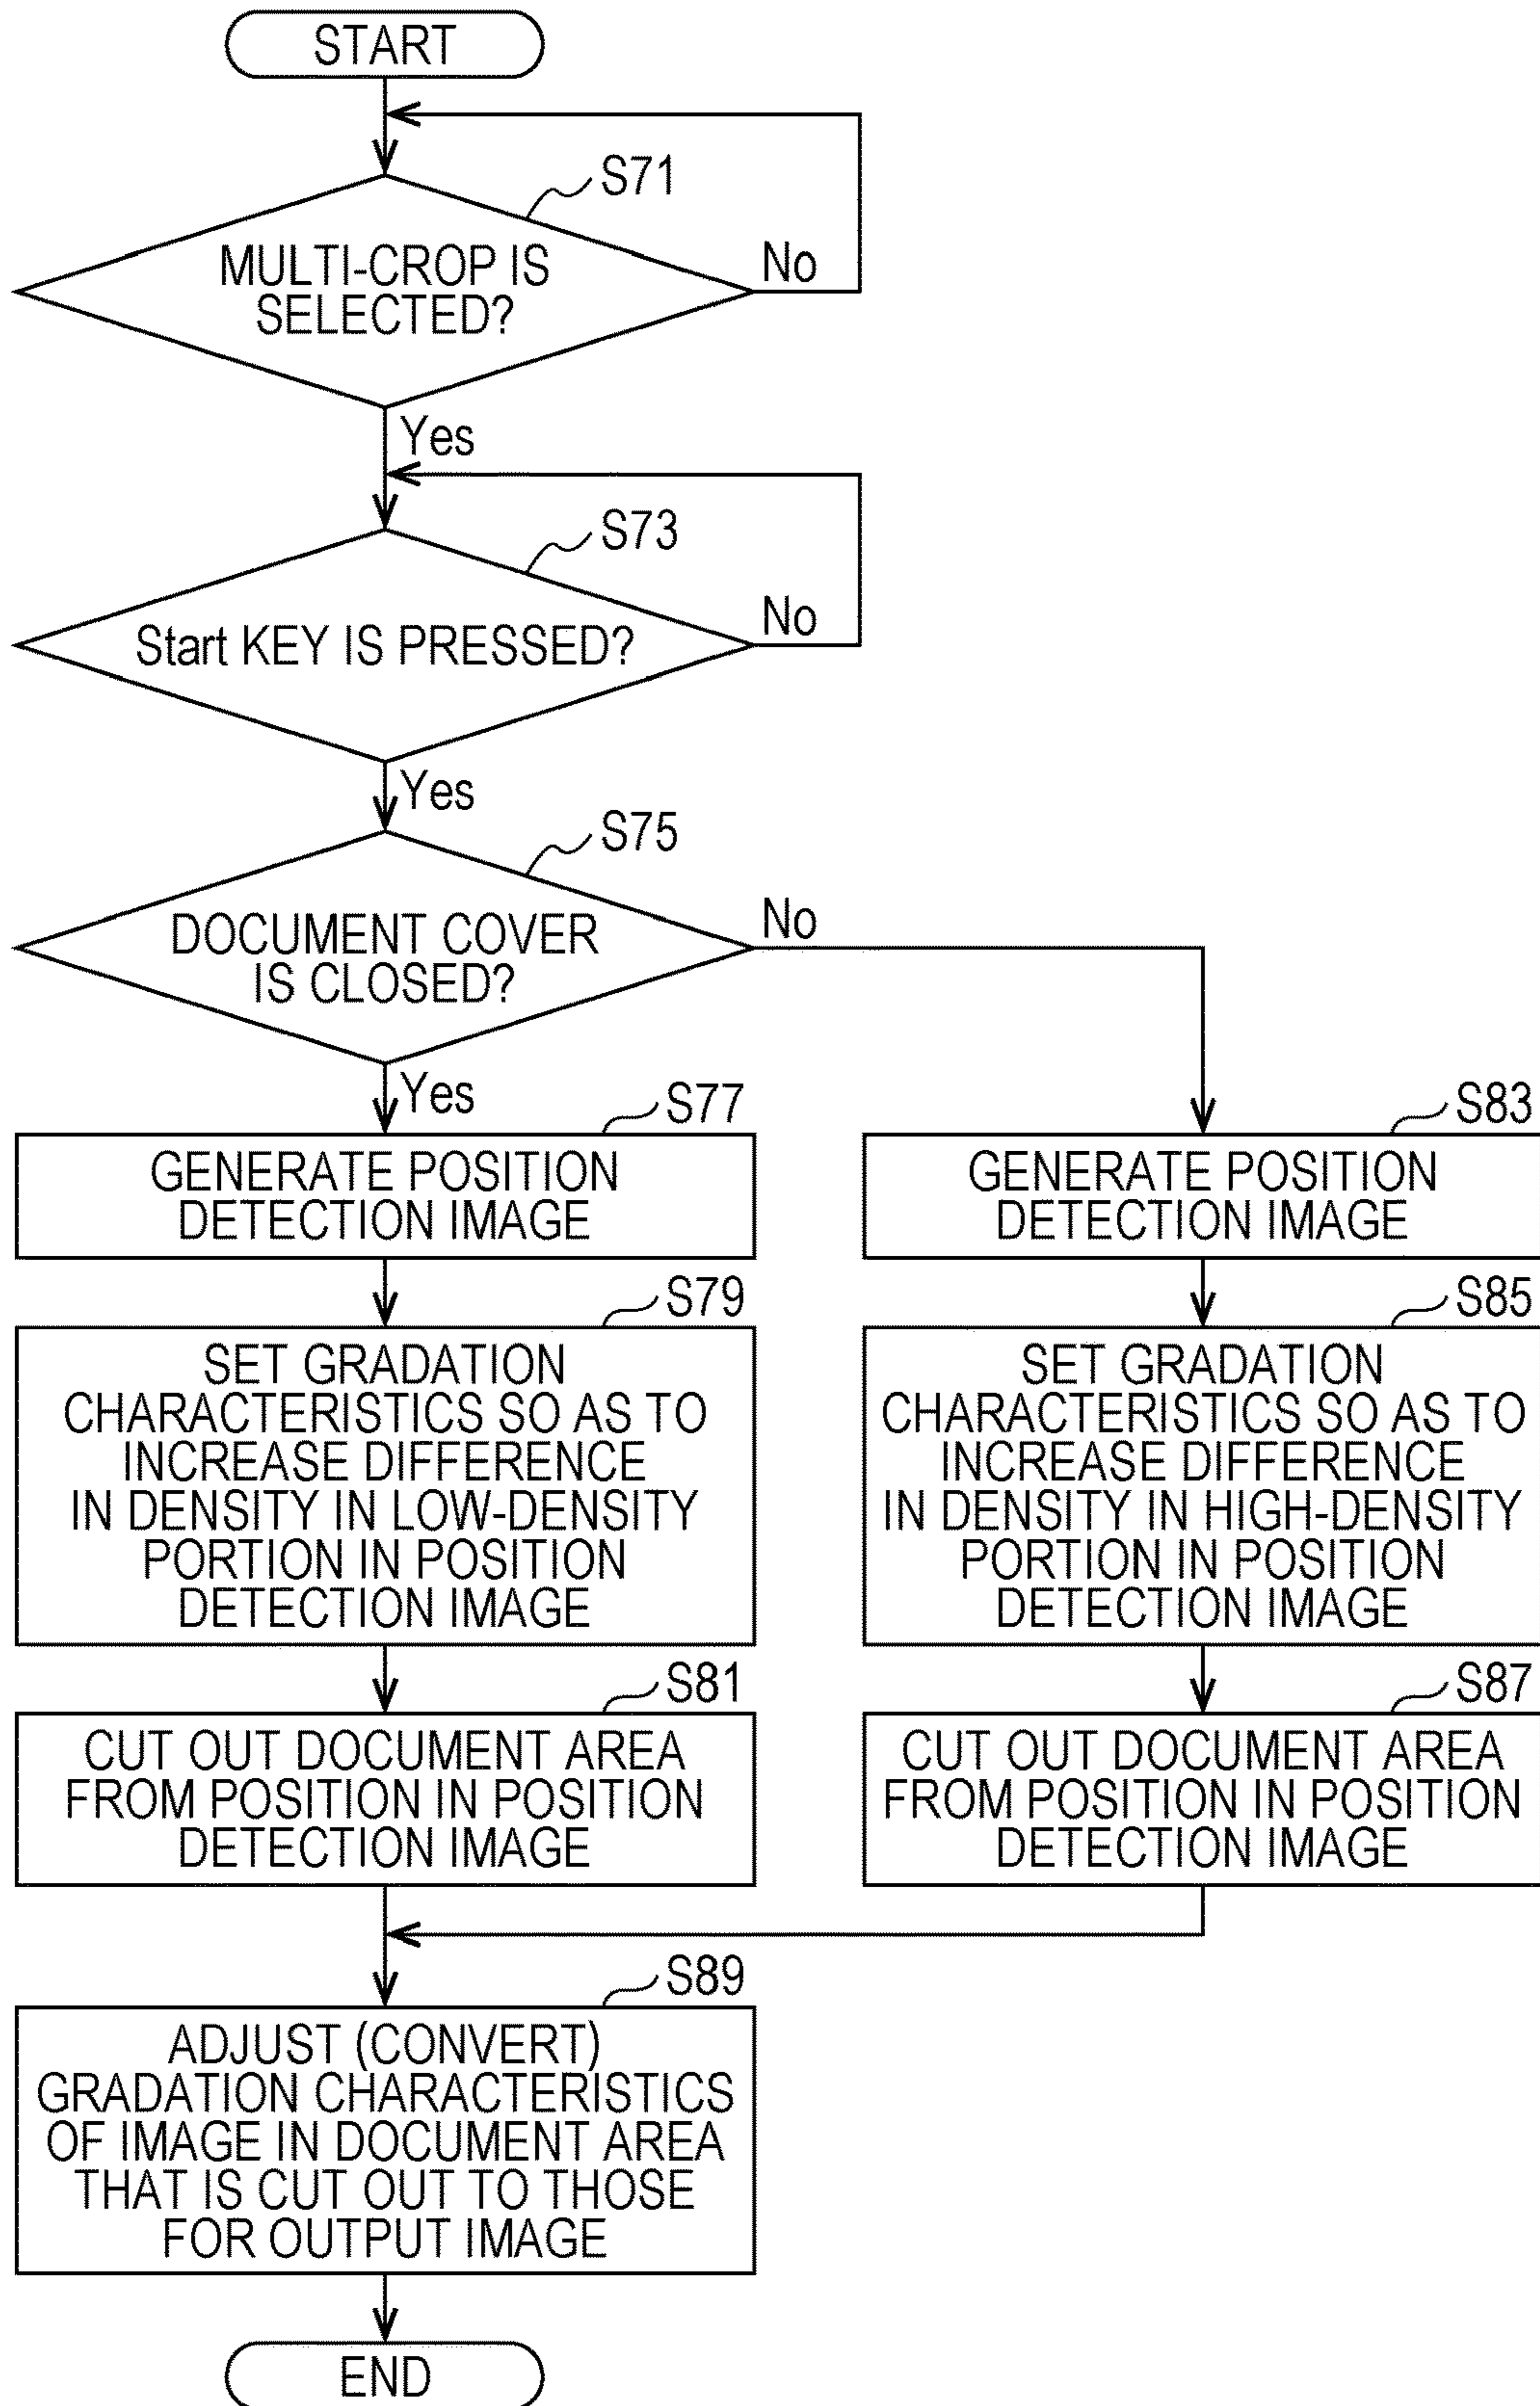 START
S71
MULTI-CROP IS
SELECTED?
No
Yes
S73
Start KEY IS PRESSED?
No
Yes
S75
DOCUMENT COVER
IS CLOSED?
No
Yes
S77
GENERATE POSITION
DETECTION IMAGE
S79
SET GRADATION
CHARACTERISTICS SO AS TO
INCREASE DIFFERENCE
IN DENSITY IN LOW-DENSITY
PORTION IN POSITION
DETECTION IMAGE
S81
CUT OUT DOCUMENT AREA
FROM POSITION IN POSITION
DETECTION IMAGE
S83
GENERATE POSITION
DETECTION IMAGE
S85
SET GRADATION
CHARACTERISTICS SO AS TO
INCREASE DIFFERENCE
IN DENSITY IN HIGH-DENSITY
PORTION IN POSITION
DETECTION IMAGE
S87
CUT OUT DOCUMENT AREA
FROM POSITION IN POSITION
DETECTION IMAGE
S89
ADJUST (CONVERT)
GRADATION CHARACTERISTICS
OF IMAGE IN DOCUMENT AREA
THAT IS CUT OUT TO THOSE
FOR OUTPUT IMAGE
END